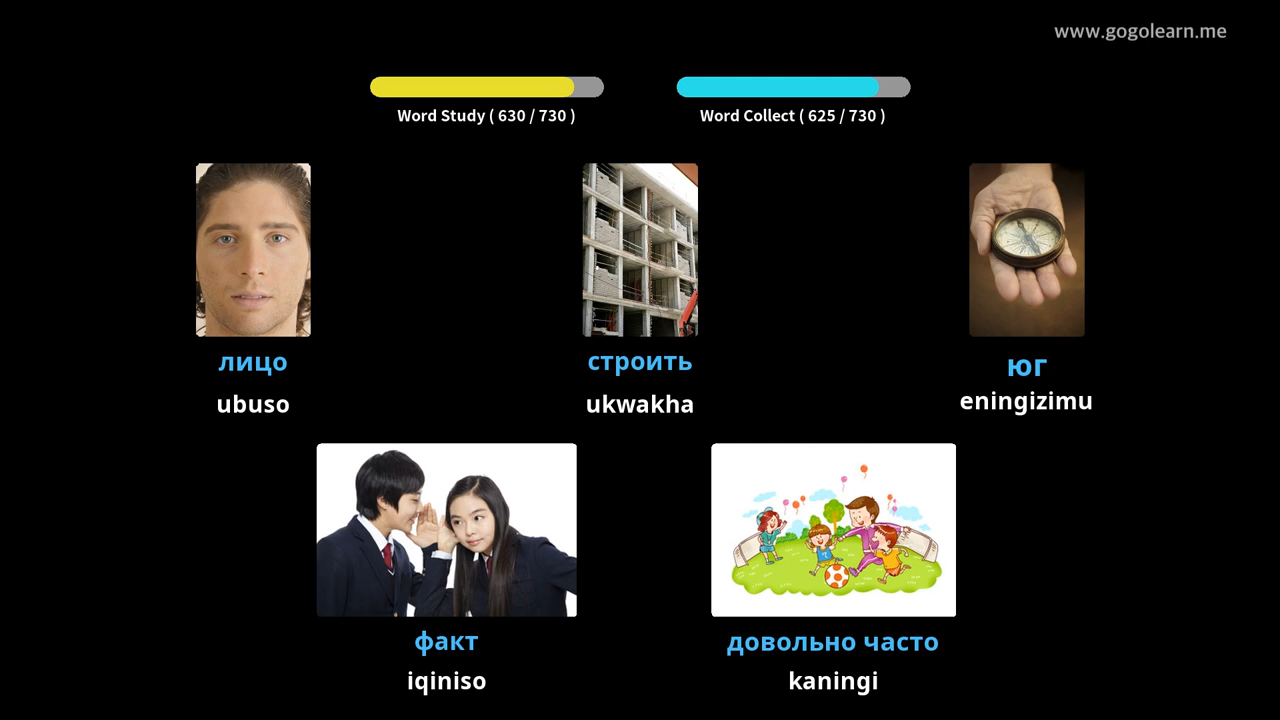 www.gogolearn.me
Word Study ( 630 / 730 )
Word Collect ( 625 / 730 )
лицо
строить
юг
ubuso
ukwakha
eningizimu
факт
довольно часто
iqiniso
kaningi